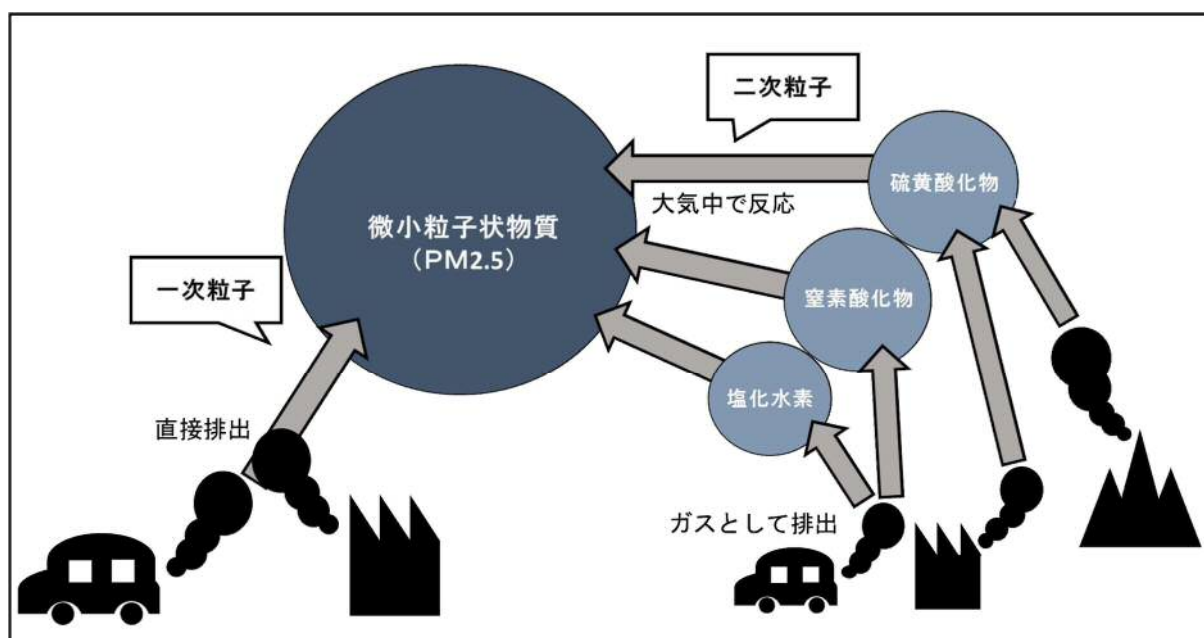 二次粒子
硫黄酸化物
大気中で反応
微小粒子状物質
（PM2.5）
窒素酸化物
一次粒子
塩化水素
直接排出
ガスとして排出